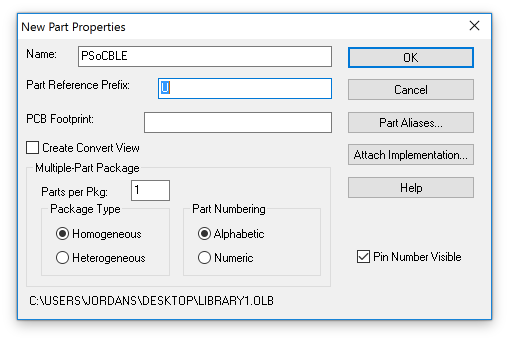 New Part Properties
Name: PSoCBLE
OK
Part Reference Prefix: U
Cancel
PCB Footprint:
Part Aliases...
Create Convert View
Attach Implementation...
Multiple-Part Package
Parts per Pkg: 1
Help
Package Type
Part Numbering
Homogeneous
Alphabetic
Heterogeneous
Numeric
Pin Number Visible
C:\USERS\JORDANS\DESKTOP\LIBRARY1.OLB